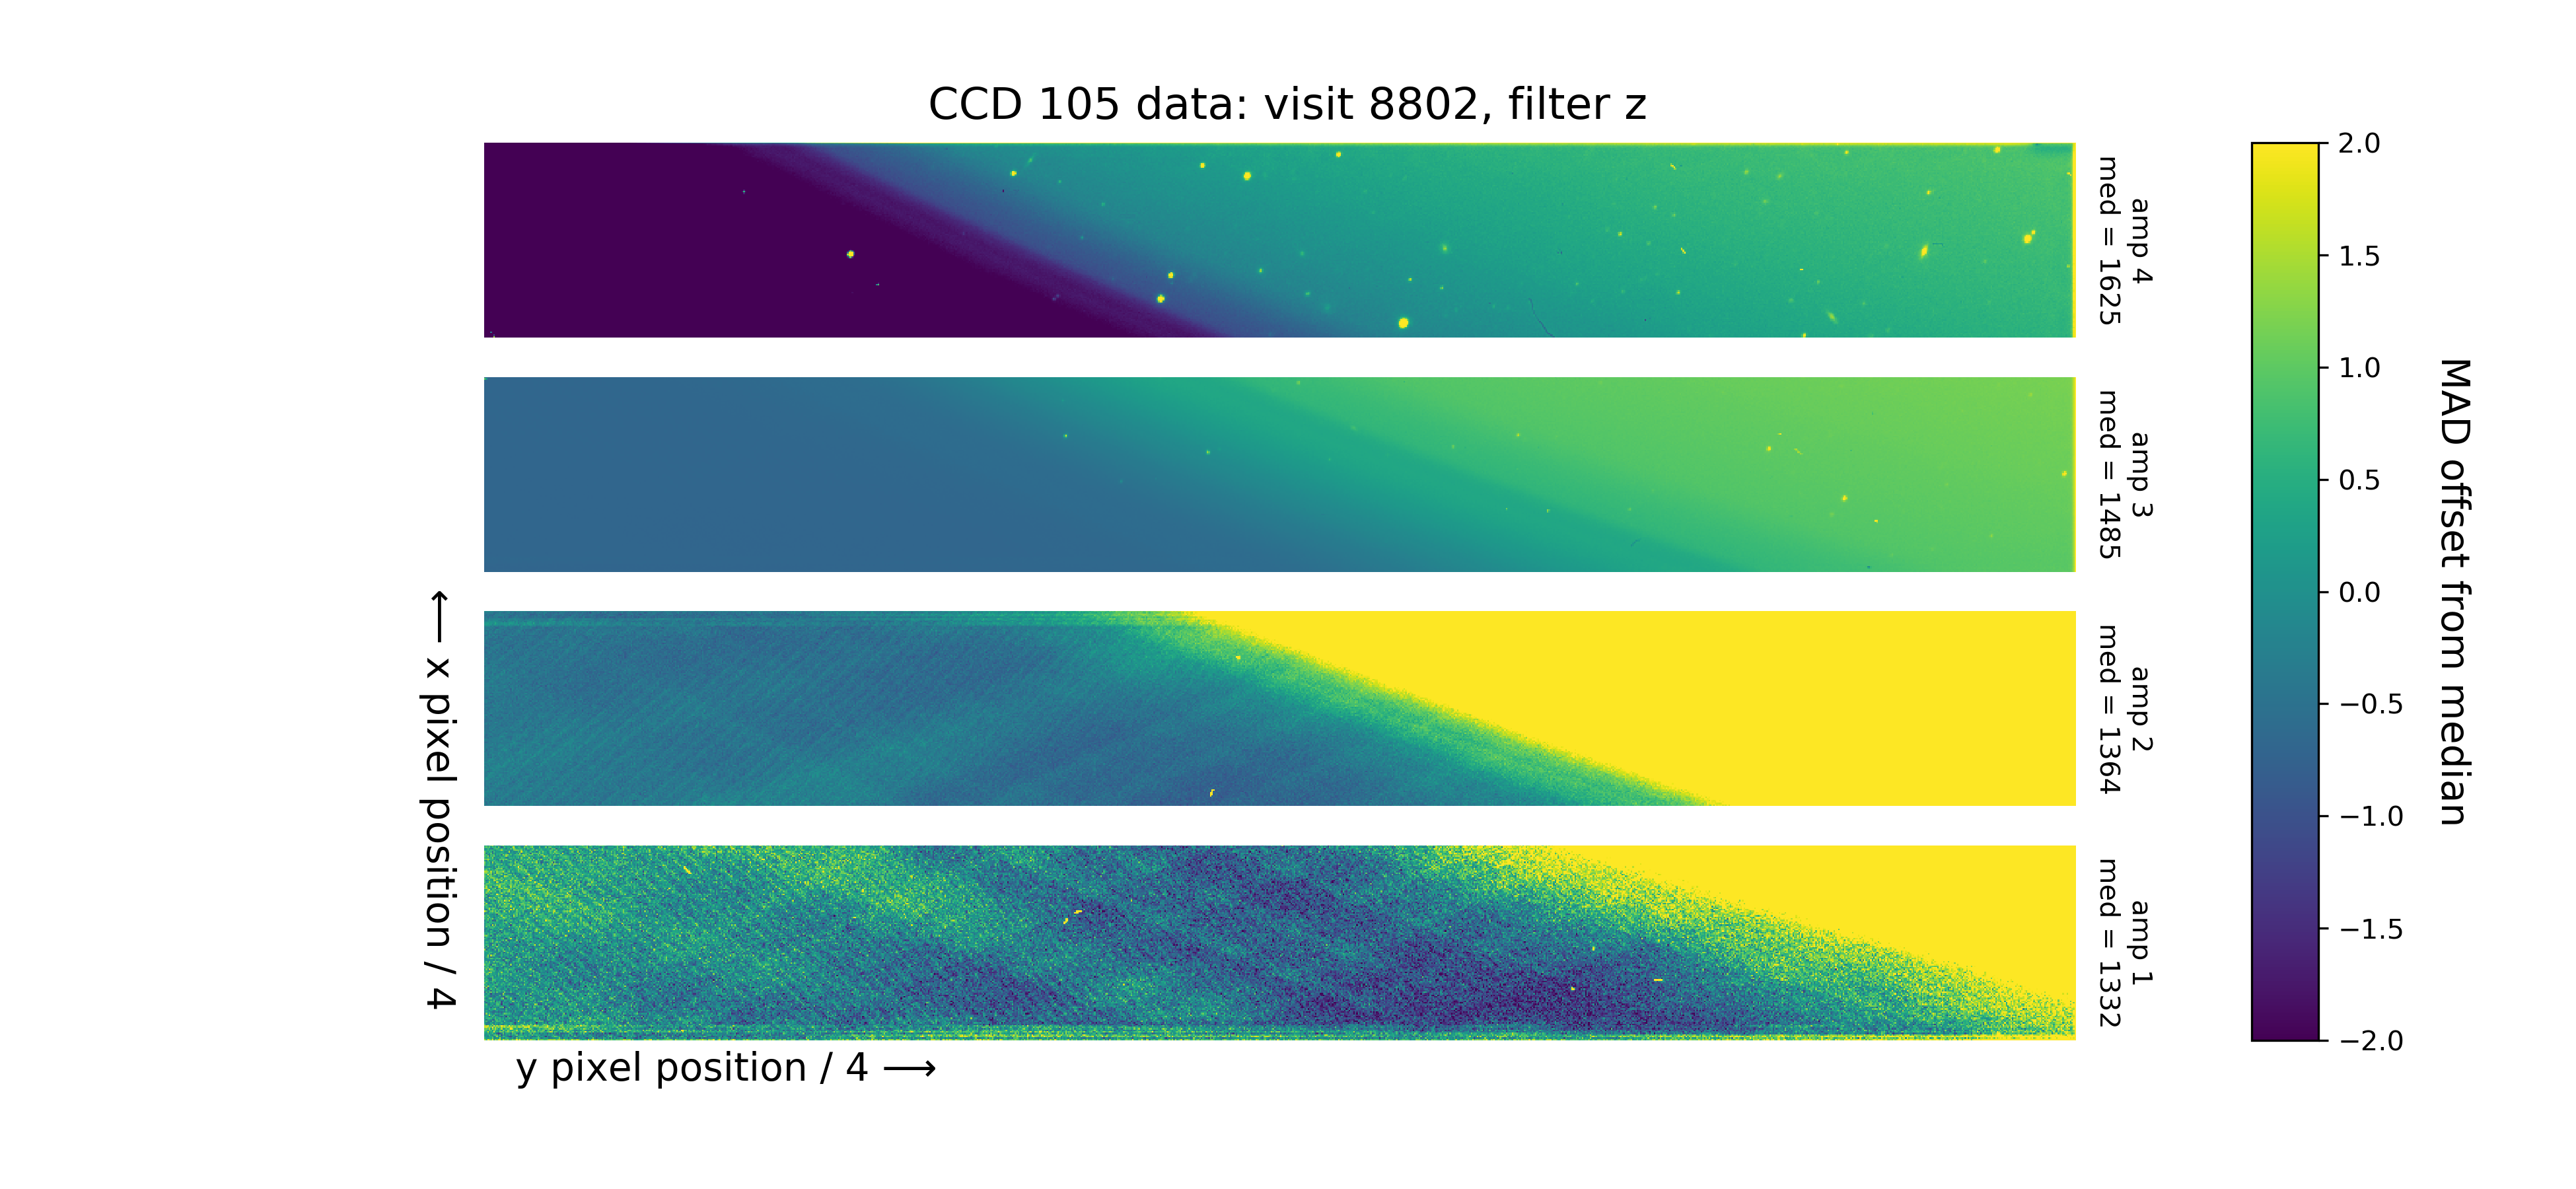 CCD 105 data: visit 8802, filter z
amp 4
med = 1625
amp 3
med = 1485
amp 2
med = 1364
amp 1
med = 1332
⟵ x pixel position / 4
y pixel position / 4 ⟶
2.0
1.5
1.0
0.5
0.0
−0.5
−1.0
−1.5
−2.0
MAD offset from median